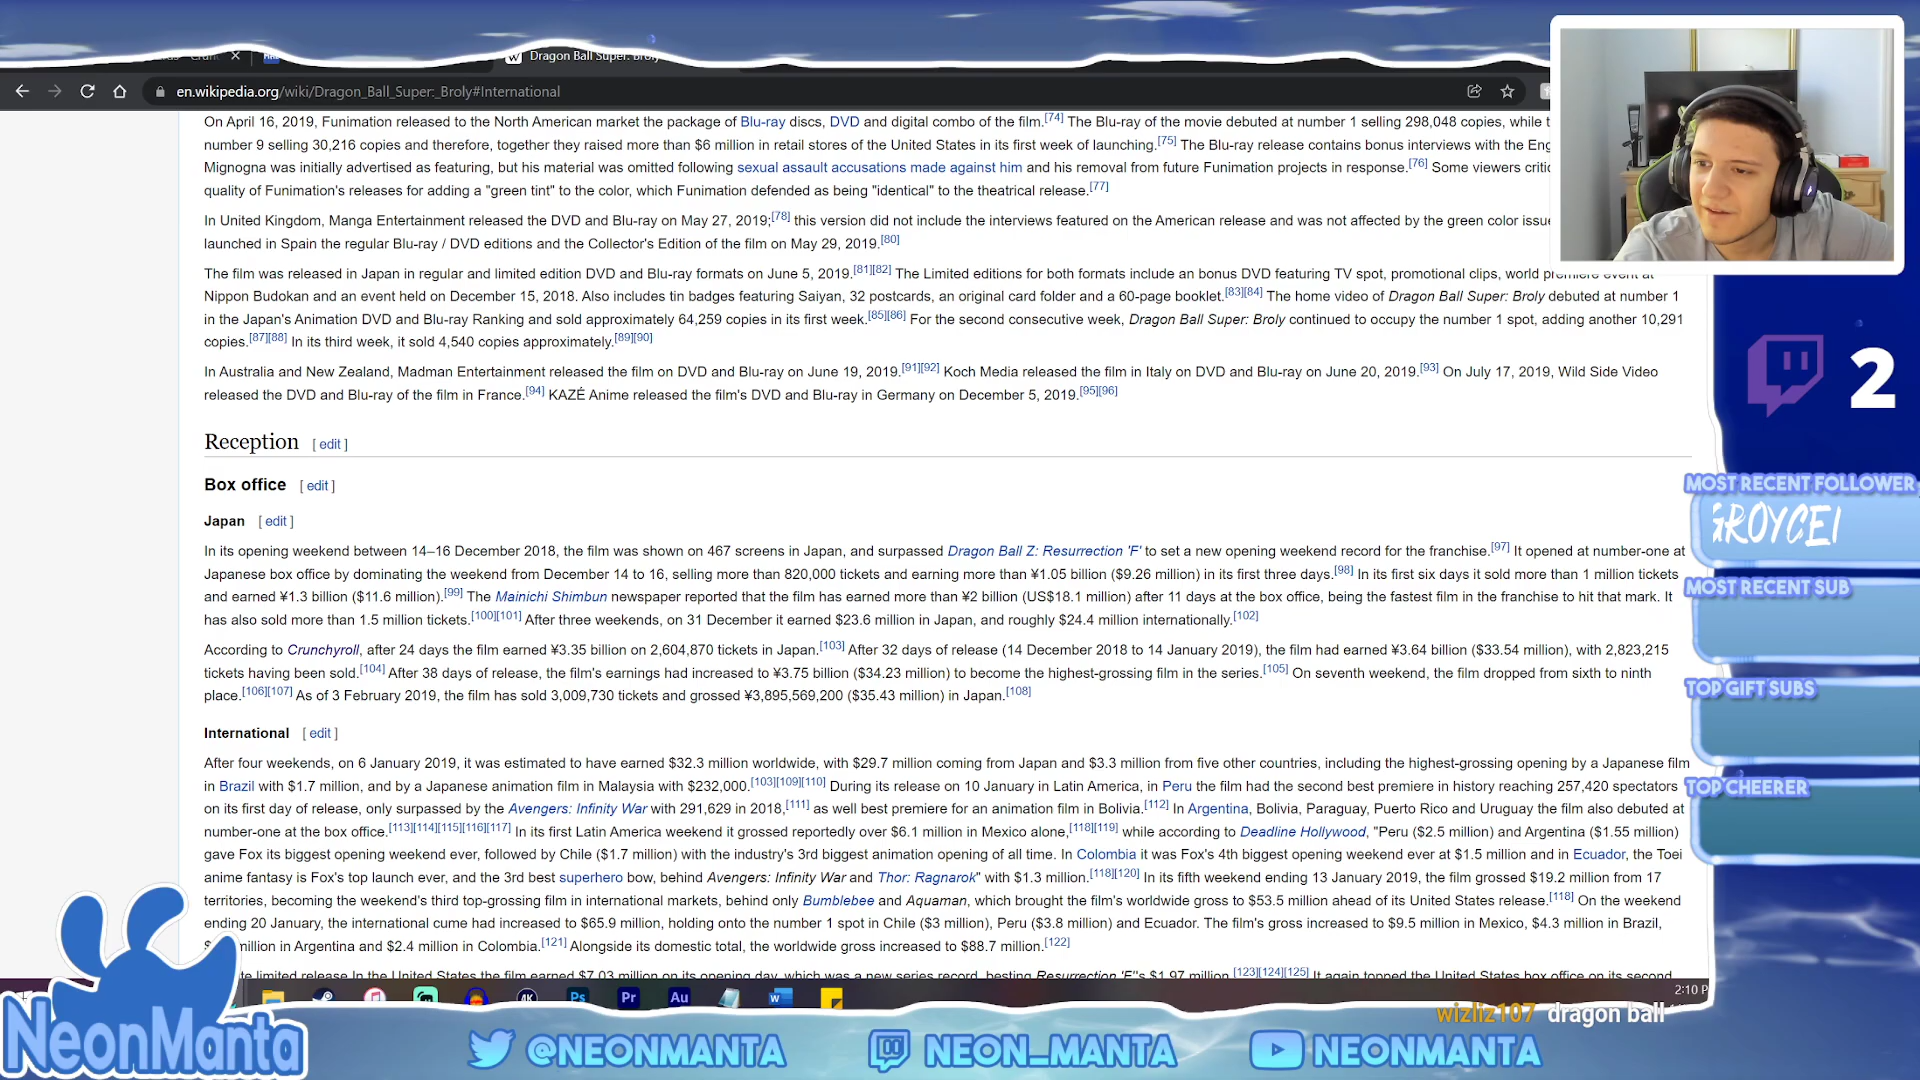 Dragon Ball Super: Broly
en.wikipedia.org/wiki/Dragon_Ball_Super:_Broly#International
On April 16, 2019, Funimation released to the North American market the package of Blu-ray discs, DVD and digital combo of the film.[74] The Blu-ray of the movie debuted at number 1 selling 298,048 copies, while
number 9 selling 30,216 copies and therefore, together they raised more than $6 million in retail stores of the United States in its first week of launching.[75] The Blu-ray release contains bonus interviews with the
Mignogna was initially advertised as featuring, but his material was omitted following sexual assault accusations made against him and his removal from future Funimation projects in response.[76] Some viewers
quality of Funimation's releases for adding a "green tint" to the color, which Funimation defended as being "identical" to the theatrical release.[77]
In United Kingdom, Manga Entertainment released the DVD and Blu-ray on May 27, 2019;[78] this version did not include the interviews featured on the American release and was not affected by the green color
launched in Spain the regular Blu-ray / DVD editions and the Collector's Edition of the film on May 29, 2019.[80]
The film was released in Japan in regular and limited edition DVD and Blu-ray formats on June 5, 2019.[81][82] The Limited editions for both formats include an bonus DVD featuring TV spot, promotional clips, world premiere event at
Nippon Budokan and an event held on December 15, 2018. Also includes tin badges featuring Saiyan, 32 postcards, an original card folder and a 60-page booklet.[83][84] The home video of Dragon Ball Super: Broly debuted at number 1
in the Japan's Animation DVD and Blu-ray Ranking and sold approximately 64,259 copies in its first week.[85][86] For the second consecutive week, Dragon Ball Super: Broly continued to occupy the number 1 spot, adding another 10,291
copies.[87][88] In its third week, it sold 4,540 copies approximately.[89][90]
In Australia and New Zealand, Madman Entertainment released the film on DVD and Blu-ray on June 19, 2019.[91][92] Koch Media released the film in Italy on DVD and Blu-ray on June 20, 2019.[93] On July 17, 2019, Wild Side Video
released the DVD and Blu-ray of the film in France.[94] KAZÉ Anime released the film's DVD and Blu-ray in Germany on December 5, 2019.[95][96]
Reception [ edit ]
Box office [ edit ]
Japan [ edit ]
In its opening weekend between 14–16 December 2018, the film was shown on 467 screens in Japan, and surpassed Dragon Ball Z: Resurrection 'F' to set a new opening weekend record for the franchise.[97] It opened at number-one at
Japanese box office by dominating the weekend from December 14 to 16, selling more than 820,000 tickets and earning more than ¥1.05 billion ($9.26 million) in its first three days.[98] In its first six days it sold more than 1 million tickets
and earned ¥1.3 billion ($11.6 million).[99] The Mainichi Shimbun newspaper reported that the film has earned more than ¥2 billion (US$18.1 million) after 11 days at the box office, being the fastest film in the franchise to hit that mark. It
has also sold more than 1.5 million tickets.[100][101] After three weekends, on 31 December it earned $23.6 million in Japan, and roughly $24.4 million internationally.[102]
According to Crunchyroll, after 24 days the film earned ¥3.35 billion on 2,604,870 tickets in Japan.[103] After 32 days of release (14 December 2018 to 14 January 2019), the film had earned ¥3.64 billion ($33.54 million), with 2,823,215
tickets having been sold.[104] After 38 days of release, the film's earnings had increased to ¥3.75 billion ($34.23 million) to become the highest-grossing film in the series.[105] On seventh weekend, the film dropped from sixth to ninth
place.[106][107] As of 3 February 2019, the film has sold 3,009,730 tickets and grossed ¥3,895,569,200 ($35.43 million) in Japan.[108]
International [ edit ]
After four weekends, on 6 January 2019, it was estimated to have earned $32.3 million worldwide, with $29.7 million coming from Japan and $3.3 million from five other countries, including the highest-grossing opening by a Japanese film
in Brazil with $1.7 million, and by a Japanese animation film in Malaysia with $232,000.[103][109][110] During its release on 10 January in Latin America, in Peru the film had the second best premiere in history reaching 257,420 spectators
on its first day of release, only surpassed by the Avengers: Infinity War with 291,629 in 2018,[111] as well best premiere for an animation film in Bolivia.[112] In Argentina, Bolivia, Paraguay, Puerto Rico and Uruguay the film also debuted at
number-one at the box office.[113][114][115][116][117] In its first Latin America weekend it grossed reportedly over $6.1 million in Mexico alone,[118][119] while according to Deadline Hollywood, "Peru ($2.5 million) and Argentina ($1.55 million)
gave Fox its biggest opening weekend ever, followed by Chile ($1.7 million) with the industry's 3rd biggest animation opening of all time. In Colombia it was Fox's 4th biggest opening weekend ever at $1.5 million and in Ecuador, the Toei
anime fantasy is Fox's top launch ever, and the 3rd best superhero bow, behind Avengers: Infinity War and Thor: Ragnarok" with $1.3 million.[118][120] In its fifth weekend ending 13 January 2019, the film grossed $19.2 million from 17
territories, becoming the weekend's third top-grossing film in international markets, behind only Bumblebee and Aquaman, which brought the film's worldwide gross to $53.5 million ahead of its United States release.[118] On the weekend
ending 20 January, the international cume had increased to $65.9 million, holding onto the number 1 spot in Chile ($3 million), Peru ($3.8 million) and Ecuador. The film's gross increased to $9.5 million in Mexico, $4.3 million in Brazil,
million in Argentina and $2.4 million in Colombia.[121] Alongside its domestic total, the worldwide gross increased to $88.7 million.[122]
limited release In the United States the film earned $7.03 million on its opening day, which was a new series record, besting Resurrection 'F''s $1.97 million.[123][124][125] It again topped the United States box office on its second
2
MOST RECENT FOLLOWER
MOST RECENT SUB
TOP GIFT SUBS
TOP CHEERER
4K Ps Pr Au W
2:10 P
wizliz107 dragon ball
NeonManta
@NEONMANTA
NEON_MANTA
NEONMANTA